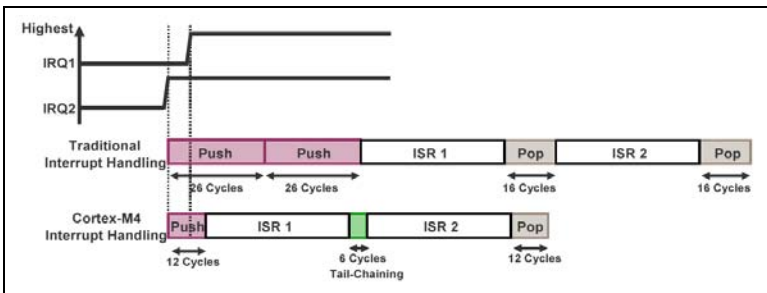 Highest
IRQ1
IRQ2
Traditional
Interrupt Handling
Push Push ISR 1 Pop ISR 2 Pop
26 Cycles 26 Cycles 16 Cycles 16 Cycles
Cortex-M4
Interrupt Handling
Push ISR 1 ISR 2 Pop
12 Cycles 6 Cycles 12 Cycles
Tail-Chaining